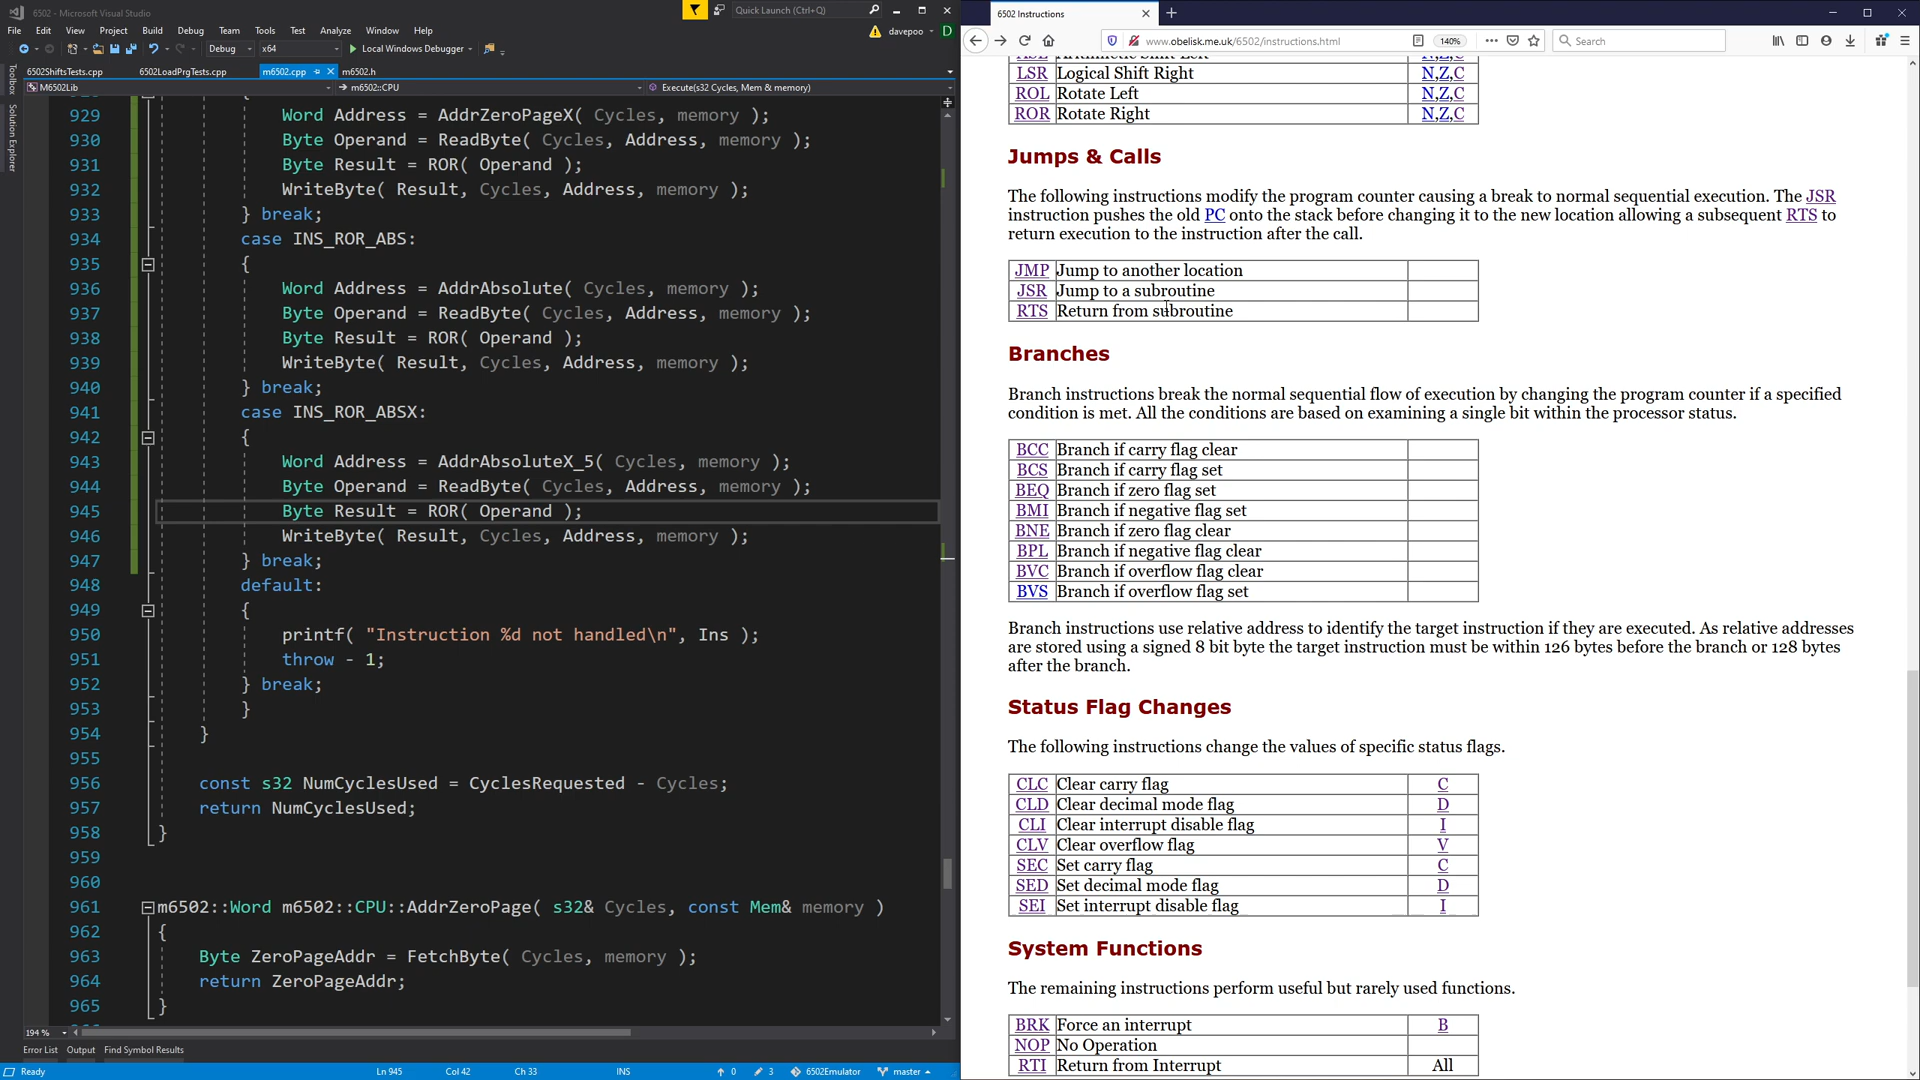 6502 - Microsoft Visual Studio
Quick Launch (Ctrl+Q)
File Edit View Project Build Debug Team Tools Test Analyze Window Help
davepoo D
Debug x64 Local Windows Debugger
6502ShiftsTests.cpp 6502LoadPrgTests.cpp m6502.cpp m6502.h
M6502Lib m6502::CPU Execute(s32 Cycles, Mem & memory)
Toolbox
Solution Explorer
929 Word Address = AddrZeroPageX( Cycles, memory );
930 Byte Operand = ReadByte( Cycles, Address, memory );
931 Byte Result = ROR( Operand );
932 WriteByte( Result, Cycles, Address, memory );
933 } break;
934 case INS_ROR_ABS:
935 {
936 Word Address = AddrAbsolute( Cycles, memory );
937 Byte Operand = ReadByte( Cycles, Address, memory );
938 Byte Result = ROR( Operand );
939 WriteByte( Result, Cycles, Address, memory );
940 } break;
941 case INS_ROR_ABSX:
942 {
943 Word Address = AddrAbsoluteX_5( Cycles, memory );
944 Byte Operand = ReadByte( Cycles, Address, memory );
945 Byte Result = ROR( Operand );
946 WriteByte( Result, Cycles, Address, memory );
947 } break;
948 default:
949 {
950 printf( "Instruction %d not handled\n", Ins );
951 throw - 1;
952 } break;
953 }
954 }
955
956 const s32 NumCyclesUsed = CyclesRequested - Cycles;
957 return NumCyclesUsed;
958 }
959
960
961 m6502::Word m6502::CPU::AddrZeroPage( s32& Cycles, const Mem& memory )
962 {
963 Byte ZeroPageAddr = FetchByte( Cycles, memory );
964 return ZeroPageAddr;
965 }
194 %
Error List Output Find Symbol Results
Ready Ln 945 Col 42 Ch 33 INS 0 3 6502Emulator master
6502 Instructions
www.obelisk.me.uk/6502/instructions.html 140% Search
LSR Logical Shift Right N,Z,C
ROL Rotate Left N,Z,C
ROR Rotate Right N,Z,C
Jumps & Calls
The following instructions modify the program counter causing a break to normal sequential execution. The JSR
instruction pushes the old PC onto the stack before changing it to the new location allowing a subsequent RTS to
return execution to the instruction after the call.
JMP Jump to another location
JSR Jump to a subroutine
RTS Return from subroutine
Branches
Branch instructions break the normal sequential flow of execution by changing the program counter if a specified
condition is met. All the conditions are based on examining a single bit within the processor status.
BCC Branch if carry flag clear
BCS Branch if carry flag set
BEQ Branch if zero flag set
BMI Branch if negative flag set
BNE Branch if zero flag clear
BPL Branch if negative flag clear
BVC Branch if overflow flag clear
BVS Branch if overflow flag set
Branch instructions use relative address to identify the target instruction if they are executed. As relative addresses
are stored using a signed 8 bit byte the target instruction must be within 126 bytes before the branch or 128 bytes
after the branch.
Status Flag Changes
The following instructions change the values of specific status flags.
CLC Clear carry flag C
CLD Clear decimal mode flag D
CLI Clear interrupt disable flag I
CLV Clear overflow flag V
SEC Set carry flag C
SED Set decimal mode flag D
SEI Set interrupt disable flag I
System Functions
The remaining instructions perform useful but rarely used functions.
BRK Force an interrupt B
NOP No Operation
RTI Return from Interrupt All